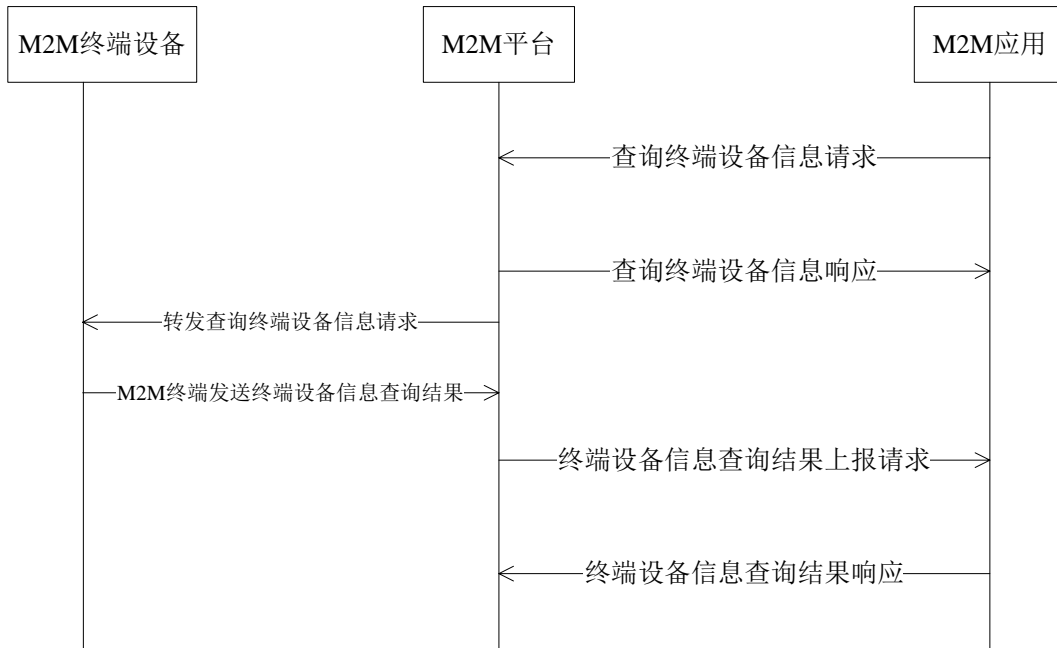 M2M终端设备
M2M平台
M2M应用
查询终端设备信息请求
查询终端设备信息响应
转发查询终端设备信息请求
M2M终端发送终端设备信息查询结果
终端设备信息查询结果上报请求
终端设备信息查询结果响应